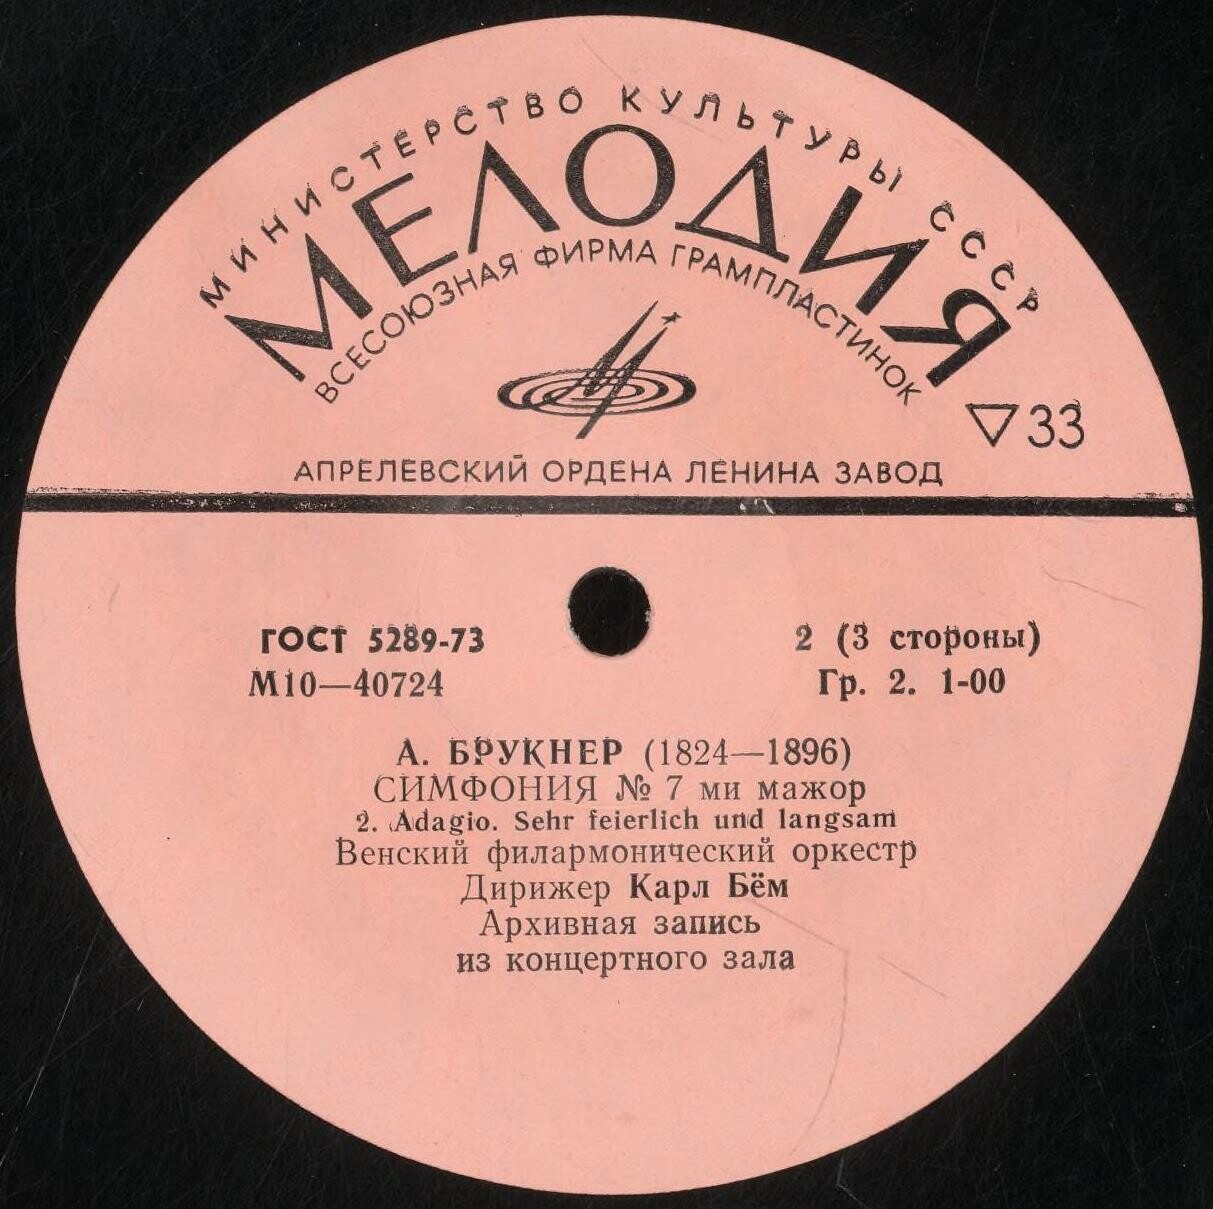 МИНИСТЕРСТВО КУЛЬТУРЫ СССР
МЕЛОДИЯ
ВСЕСОЮЗНАЯ ФИРМА ГРАМПЛАСТИНОК
▽33
АПРЕЛЕВСКИЙ ОРДЕНА ЛЕНИНА ЗАВОД
ГОСТ 5289-73
2 (3 стороны)
М10—40724
Гр. 2. 1-00
А. БРУКНЕР (1824—1896)
СИМФОНИЯ № 7 ми мажор
2. Adagio. Sehr feierlich und langsam
Венский филармонический оркестр
Дирижер Карл Бём
Архивная запись
из концертного зала